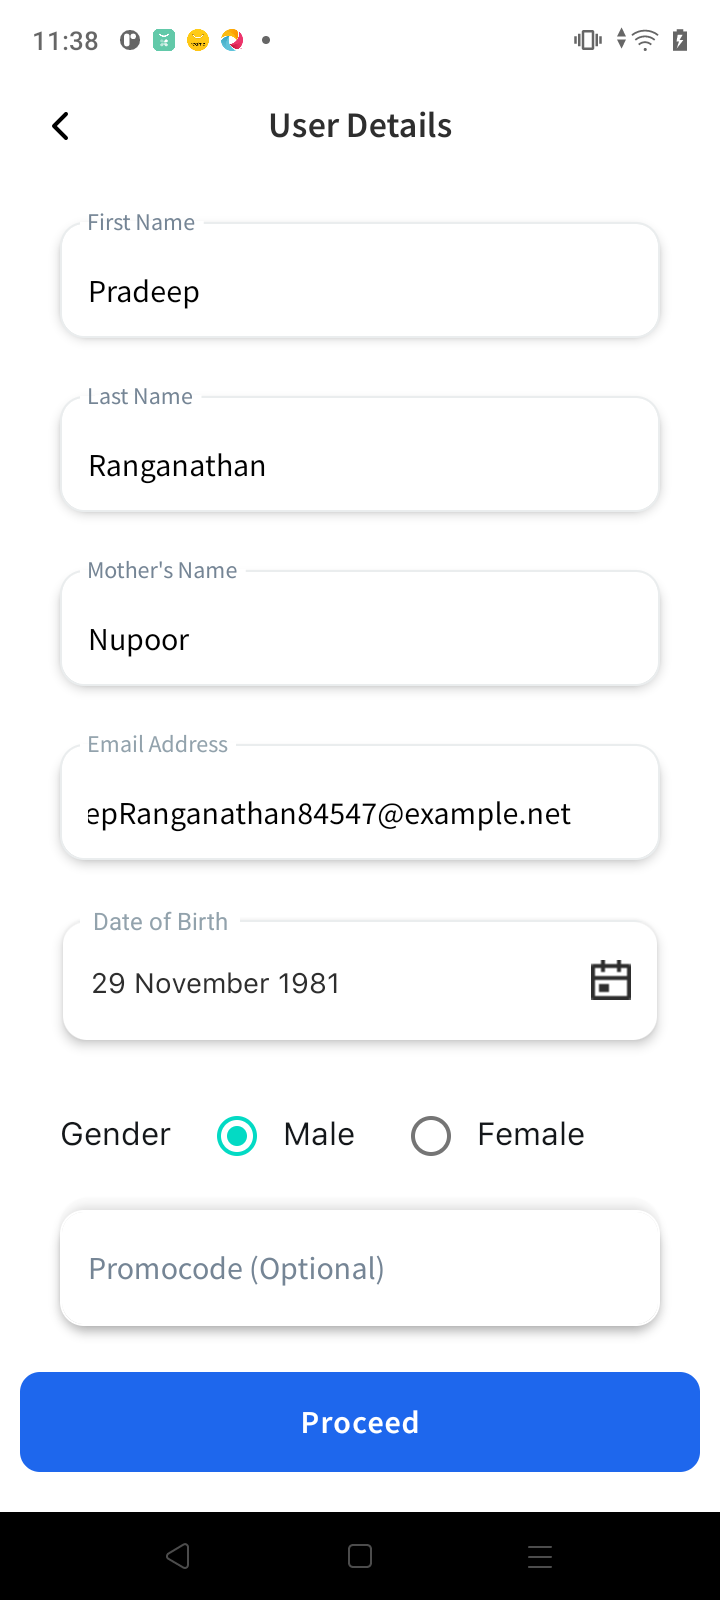 11:38
User Details
First Name
Pradeep
Last Name
Ranganathan
Mother's Name
Nupoor
Email Address
epRanganathan84547@example.net
Date of Birth
29 November 1981
Gender Male Female
Promocode (Optional)
Proceed